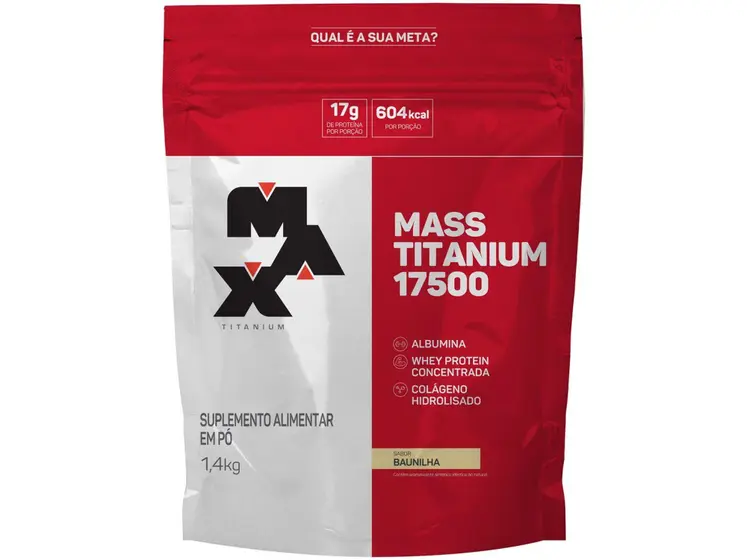 QUAL É A SUA META?
17g
DE PROTEÍNA
POR PORÇÃO
604kcal
POR PORÇÃO
MAX
TITANIUM
MASS
TITANIUM
17500
ALBUMINA
WHEY PROTEIN
CONCENTRADA
COLÁGENO
HIDROLISADO
SUPLEMENTO ALIMENTAR
EM PÓ
1,4kg
SABOR
BAUNILHA